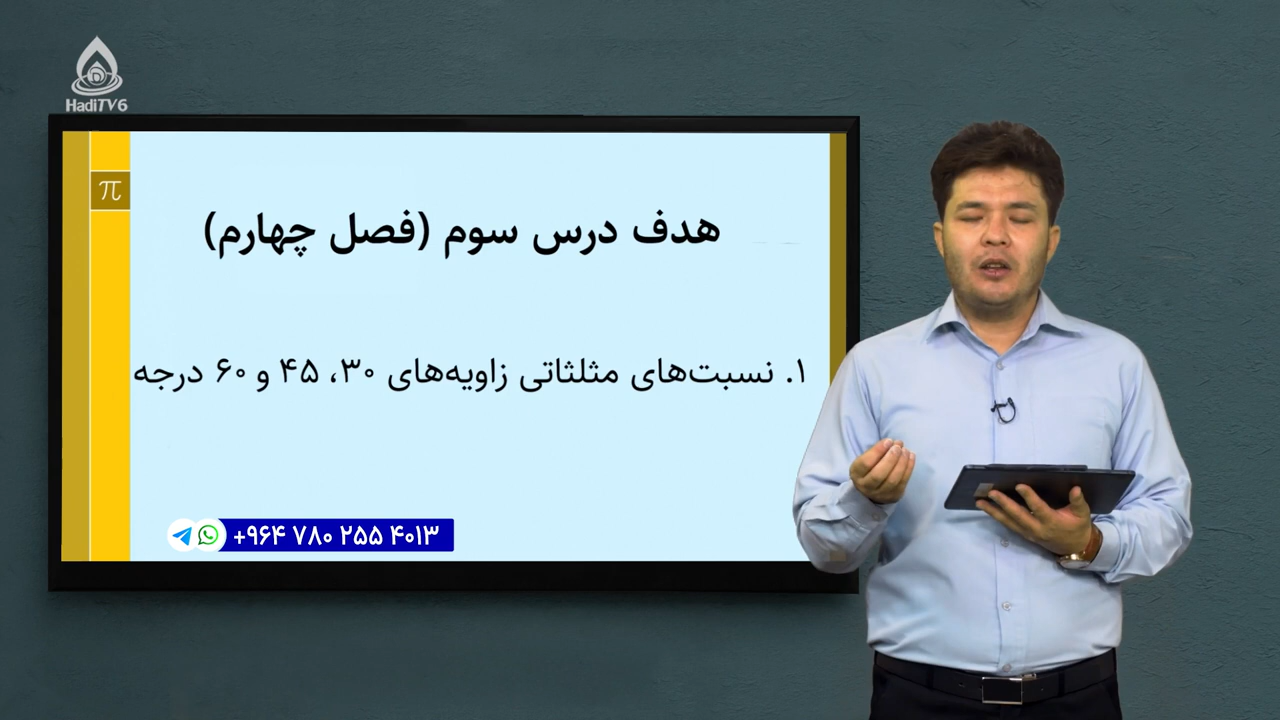 HadiTV6
π
هدف درس سوم (فصل چهارم)
۱. نسبت‌های مثلثاتی زاویه‌های ۳۰، ۴۵ و ۶۰ درجه
+۹۶۴ ۷۸۰ ۲۵۵ ۴۰۱۳